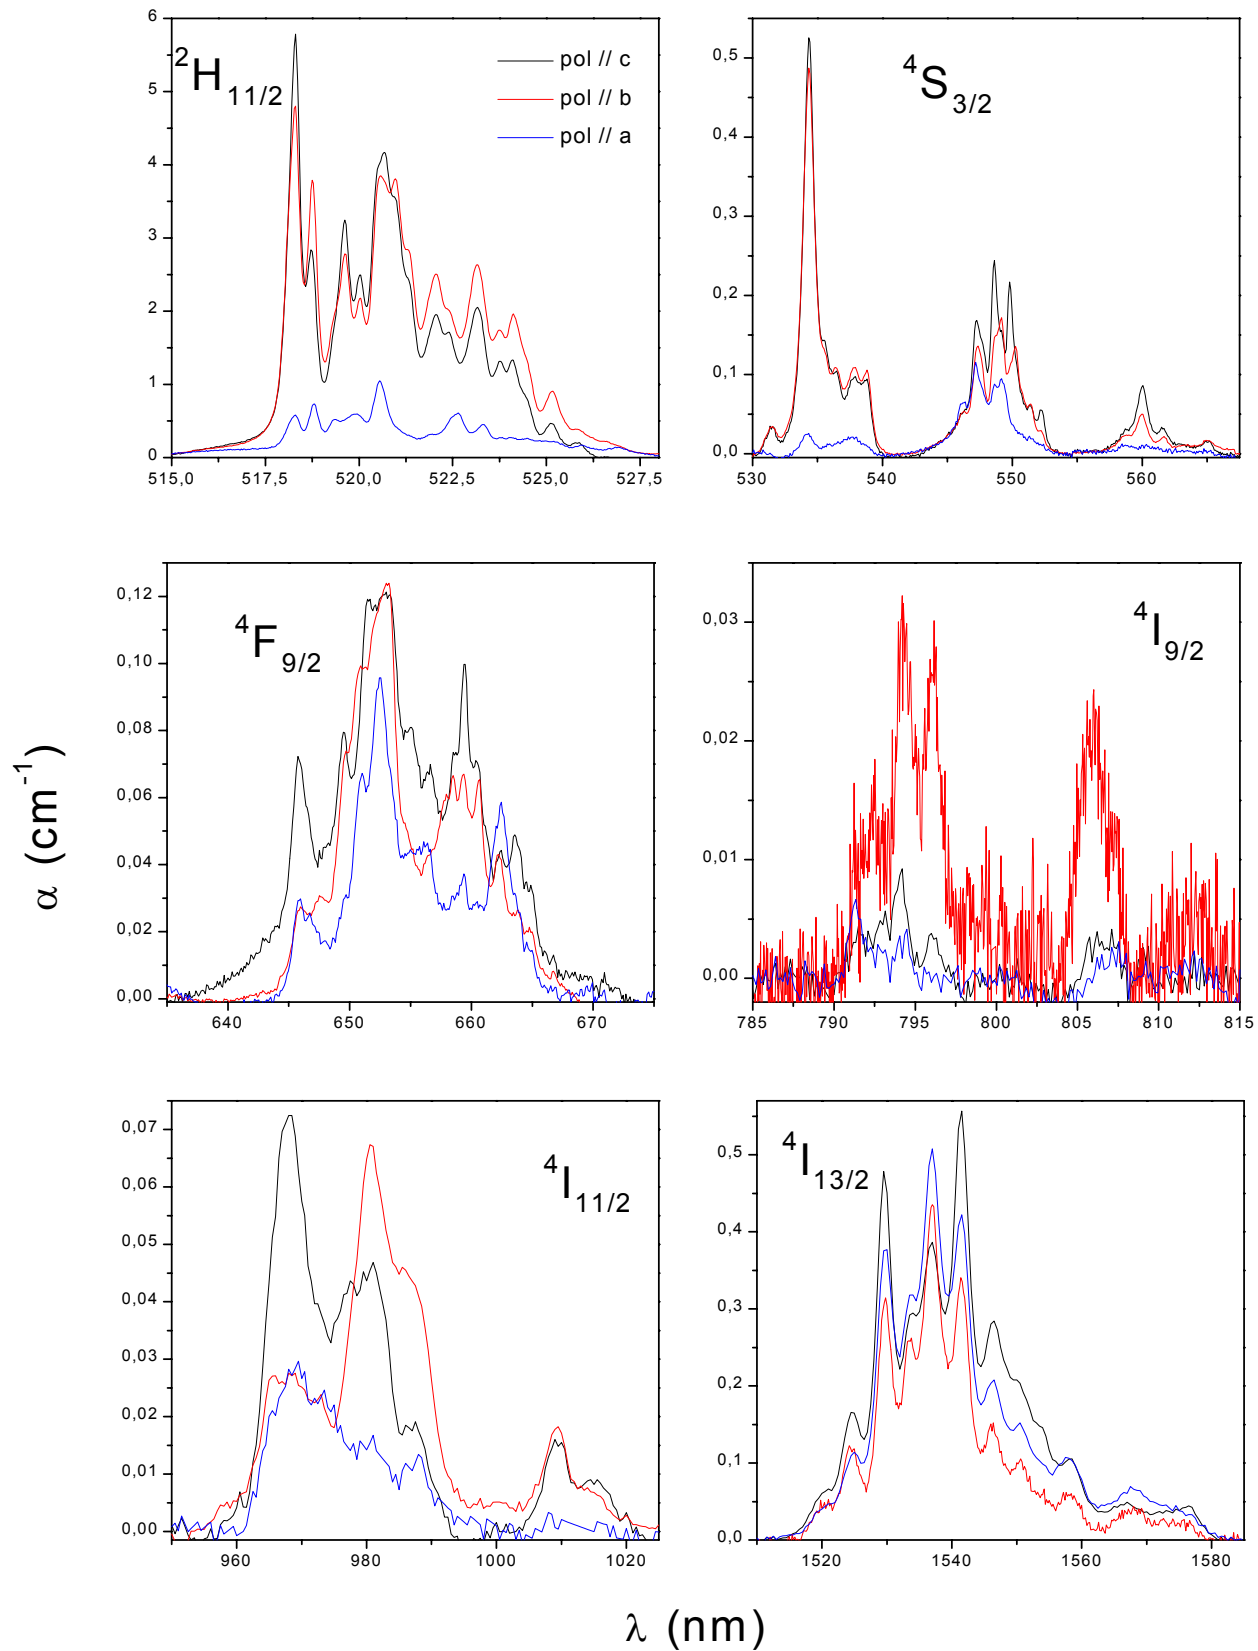 ²H₁₁/₂
pol // c
pol // b
pol // a
6
5
4
3
2
1
0
515,0 517,5 520,0 522,5 525,0 527,5
⁴S₃/₂
0,5
0,4
0,3
0,2
0,1
0,0
530 540 550 560
⁴F₉/₂
0,12
0,10
0,08
0,06
0,04
0,02
0,00
640 650 660 670
⁴I₉/₂
0,03
0,02
0,01
0,00
785 790 795 800 805 810 815
⁴I₁₁/₂
0,07
0,06
0,05
0,04
0,03
0,02
0,01
0,00
960 980 1000 1020
⁴I₁₃/₂
0,5
0,4
0,3
0,2
0,1
0,0
1520 1540 1560 1580
α (cm⁻¹)
λ (nm)